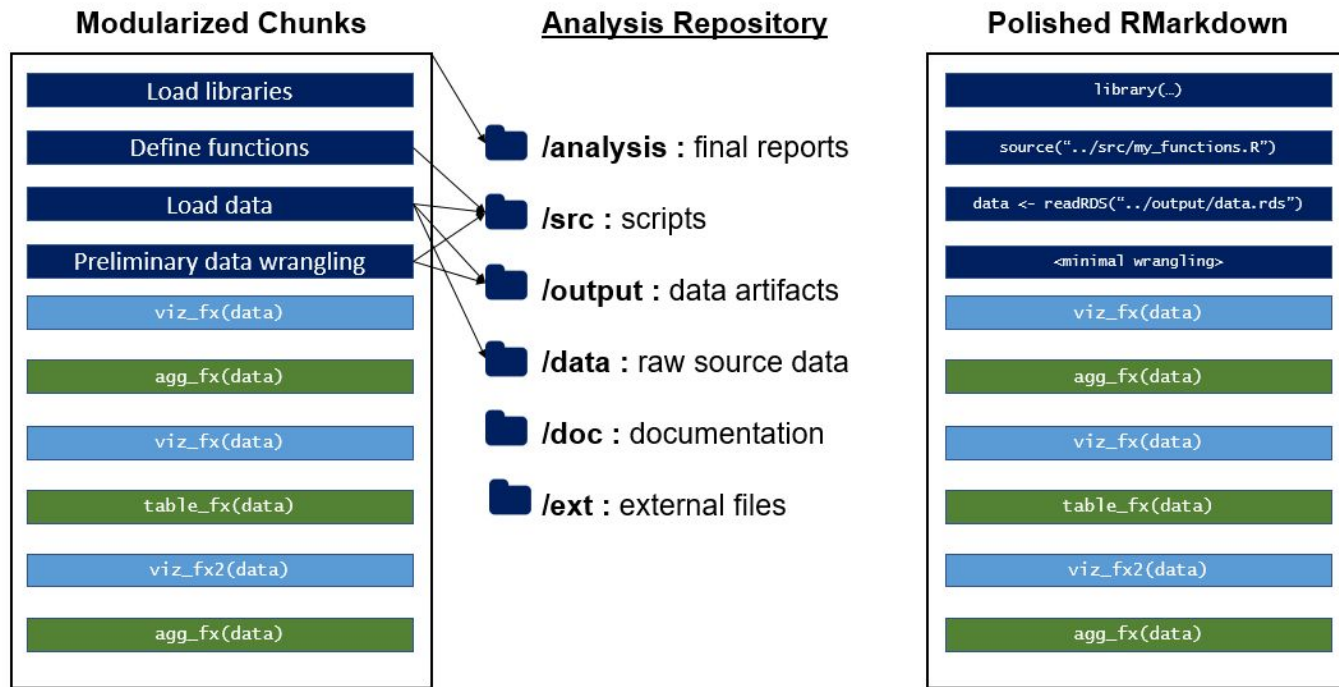 Modularized Chunks
Load libraries
Define functions
Load data
Preliminary data wrangling
viz_fx(data)
agg_fx(data)
viz_fx(data)
table_fx(data)
viz_fx2(data)
agg_fx(data)
Analysis Repository
/analysis : final reports
/src : scripts
/output : data artifacts
/data : raw source data
/doc : documentation
/ext : external files
Polished RMarkdown
library(…)
source(“../src/my_functions.R”)
data <- readRDS(“../output/data.rds”)
<minimal wrangling>
viz_fx(data)
agg_fx(data)
viz_fx(data)
table_fx(data)
viz_fx2(data)
agg_fx(data)